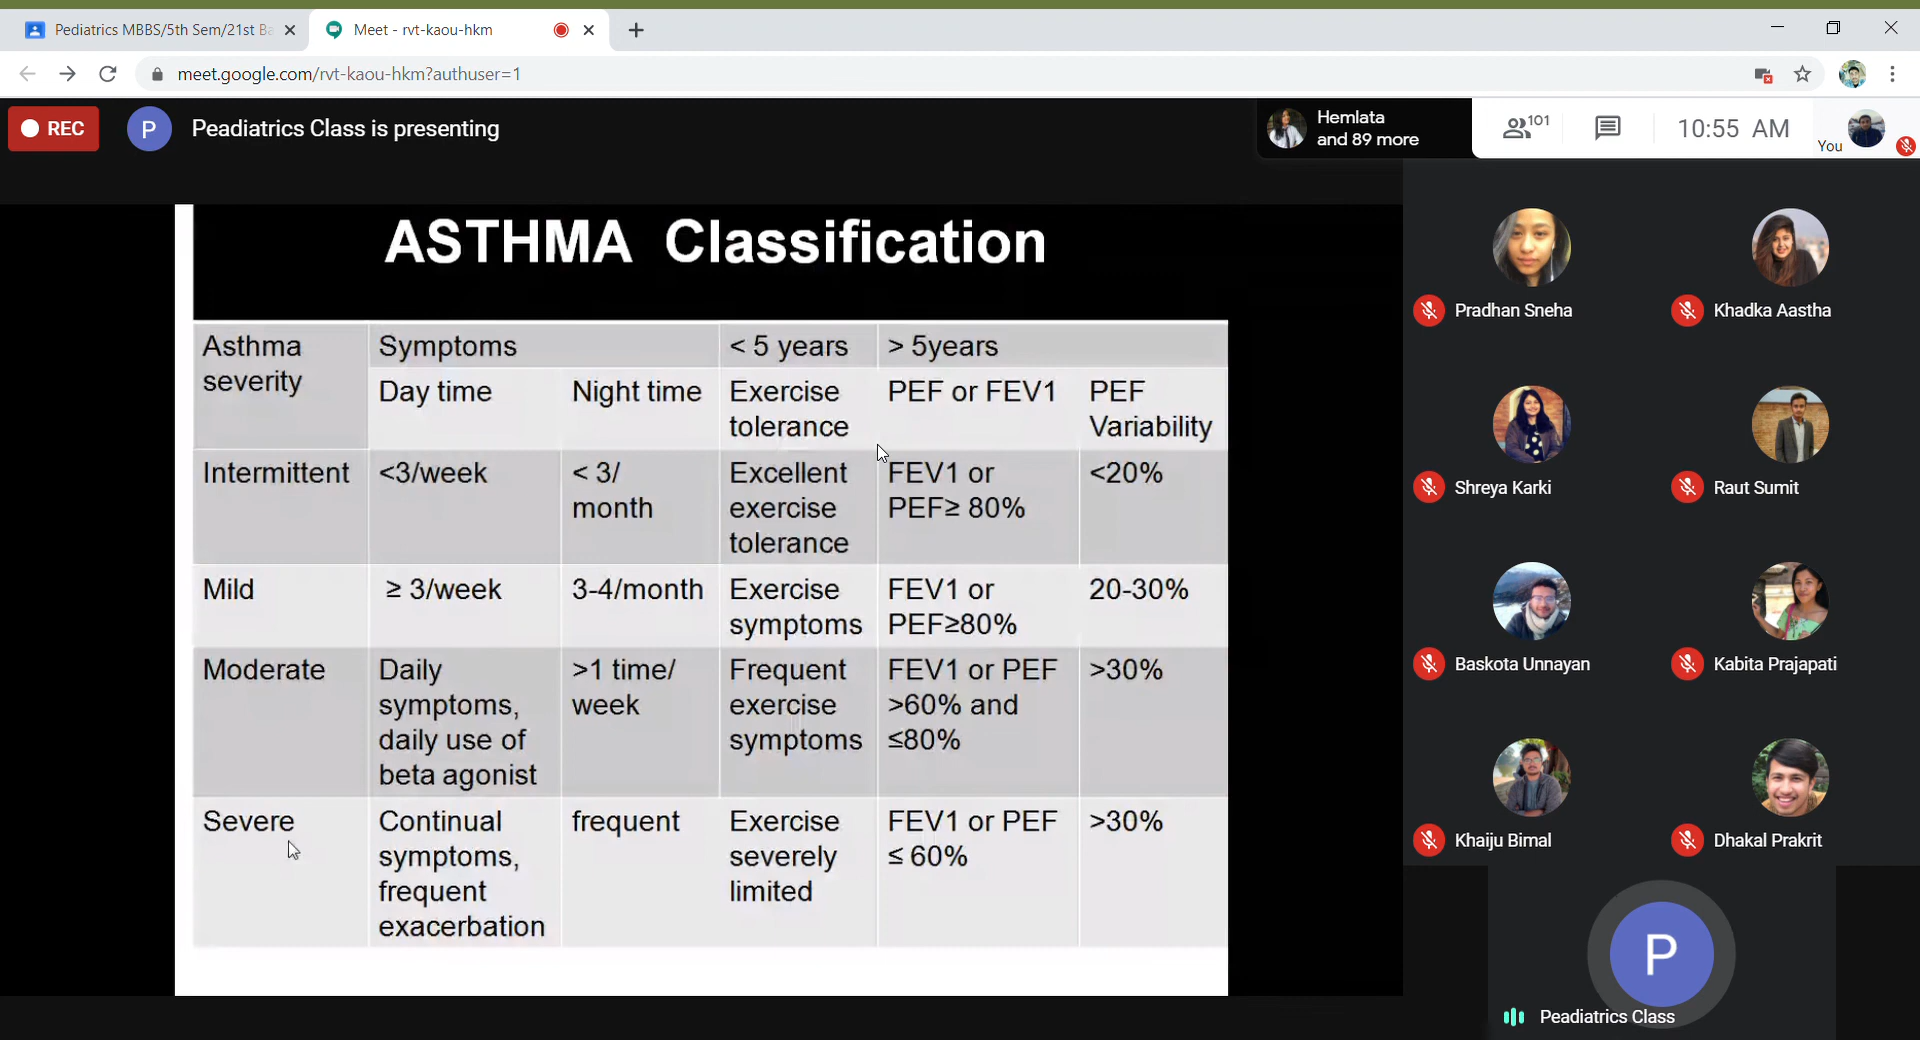 Pediatrics MBBS/5th Sem/21st Ba
Meet - rvt-kaou-hkm
meet.google.com/rvt-kaou-hkm?authuser=1
REC
P
Peadiatrics Class is presenting
Hemlata
and 89 more
101
10:55 AM
You
ASTHMA Classification
Asthma severity
Symptoms
< 5 years
> 5years
Day time
Night time
Exercise
tolerance
PEF or FEV1
PEF
Variability
Intermittent
<3/week
< 3/
month
Excellent
exercise
tolerance
FEV1 or
PEF≥ 80%
<20%
Mild
≥ 3/week
3-4/month
Exercise
symptoms
FEV1 or
PEF≥80%
20-30%
Moderate
Daily
symptoms,
daily use of
beta agonist
>1 time/
week
Frequent
exercise
symptoms
FEV1 or PEF
>60% and
≤80%
>30%
Severe
Continual
symptoms,
frequent
exacerbation
frequent
Exercise
severely
limited
FEV1 or PEF
≤ 60%
>30%
Pradhan Sneha
Khadka Aastha
Shreya Karki
Raut Sumit
Baskota Unnayan
Kabita Prajapati
Khaiju Bimal
Dhakal Prakrit
P
Peadiatrics Class